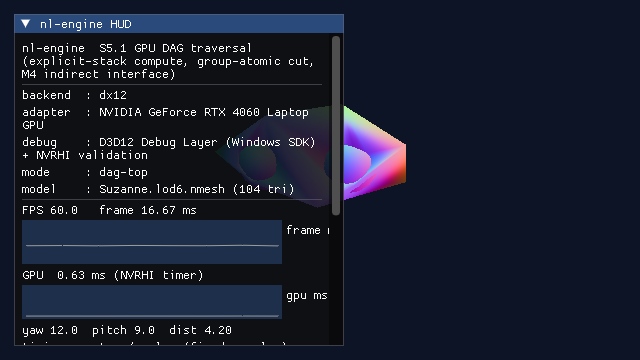 nl-engine HUD
nl-engine  S5.1 GPU DAG traversal
(explicit-stack compute, group-atomic cut,
M4 indirect interface)
backend  : dx12
adapter  : NVIDIA GeForce RTX 4060 Laptop
GPU
debug    : D3D12 Debug Layer (Windows SDK)
+ NVRHI validation
mode     : dag-top
model    : Suzanne.lod6.nmesh (104 tri)
FPS 60.0   frame 16.67 ms
frame
GPU  0.63 ms (NVRHI timer)
gpu ms
yaw 12.0  pitch 9.0  dist 4.20